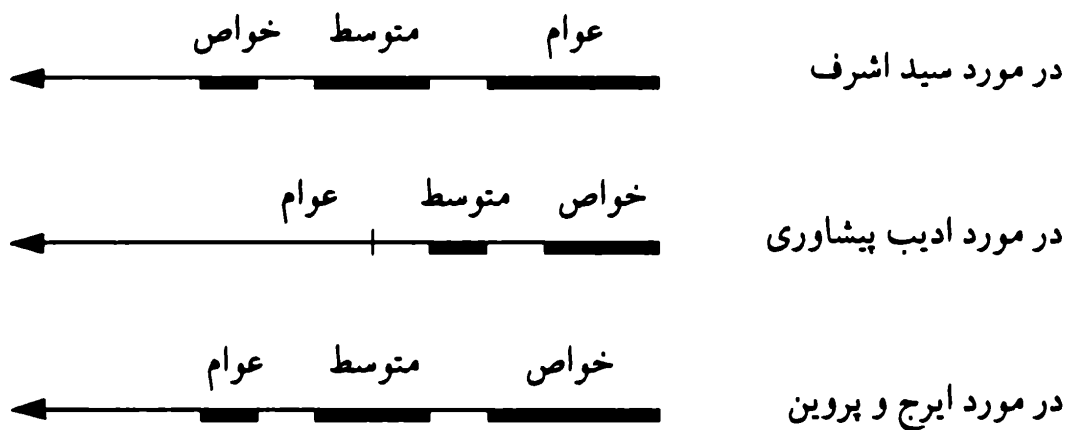 عوام متوسط خواص
در مورد سید اشرف
خواص متوسط عوام
در مورد ادیب پیشاوری
خواص متوسط عوام
در مورد ایرج و پروین